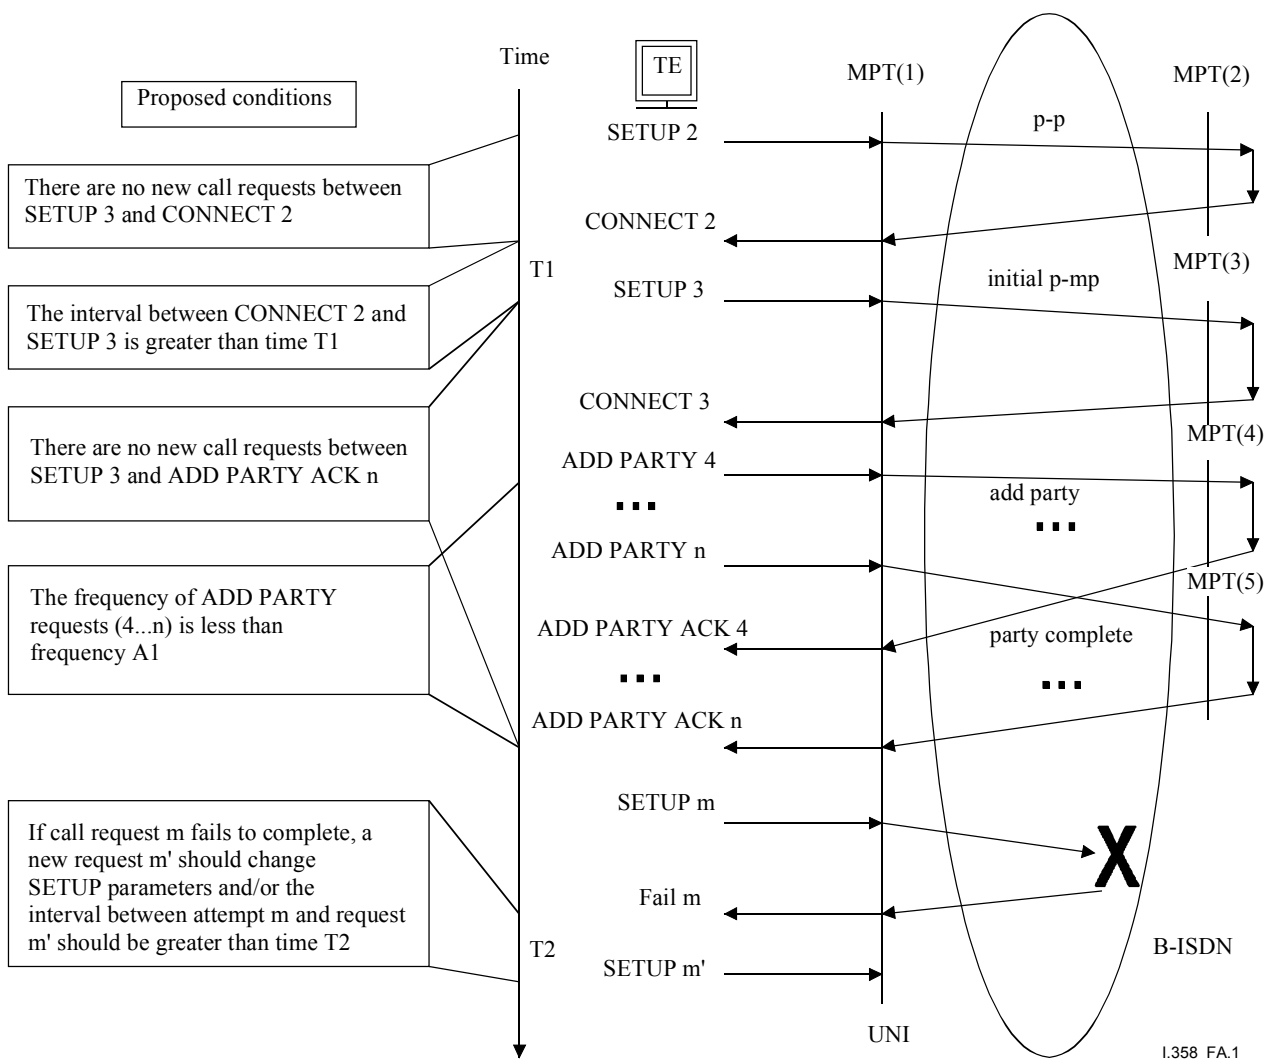 Time
TE
MPT(1)
MPT(2)
Proposed conditions
SETUP 2
p-p
There are no new call requests between
SETUP 3 and CONNECT 2
CONNECT 2
T1
MPT(3)
SETUP 3
initial p-mp
The interval between CONNECT 2 and
SETUP 3 is greater than time T1
CONNECT 3
MPT(4)
There are no new call requests between
SETUP 3 and ADD PARTY ACK n
ADD PARTY 4
...
add party
...
ADD PARTY n
MPT(5)
The frequency of ADD PARTY
requests (4...n) is less than
frequency A1
ADD PARTY ACK 4
party complete
...
...
ADD PARTY ACK n
SETUP m
X
If call request m fails to complete, a
new request m' should change
SETUP parameters and/or the
interval between attempt m and request
m' should be greater than time T2
Fail m
T2
B-ISDN
SETUP m'
UNI
I.358_FA.1